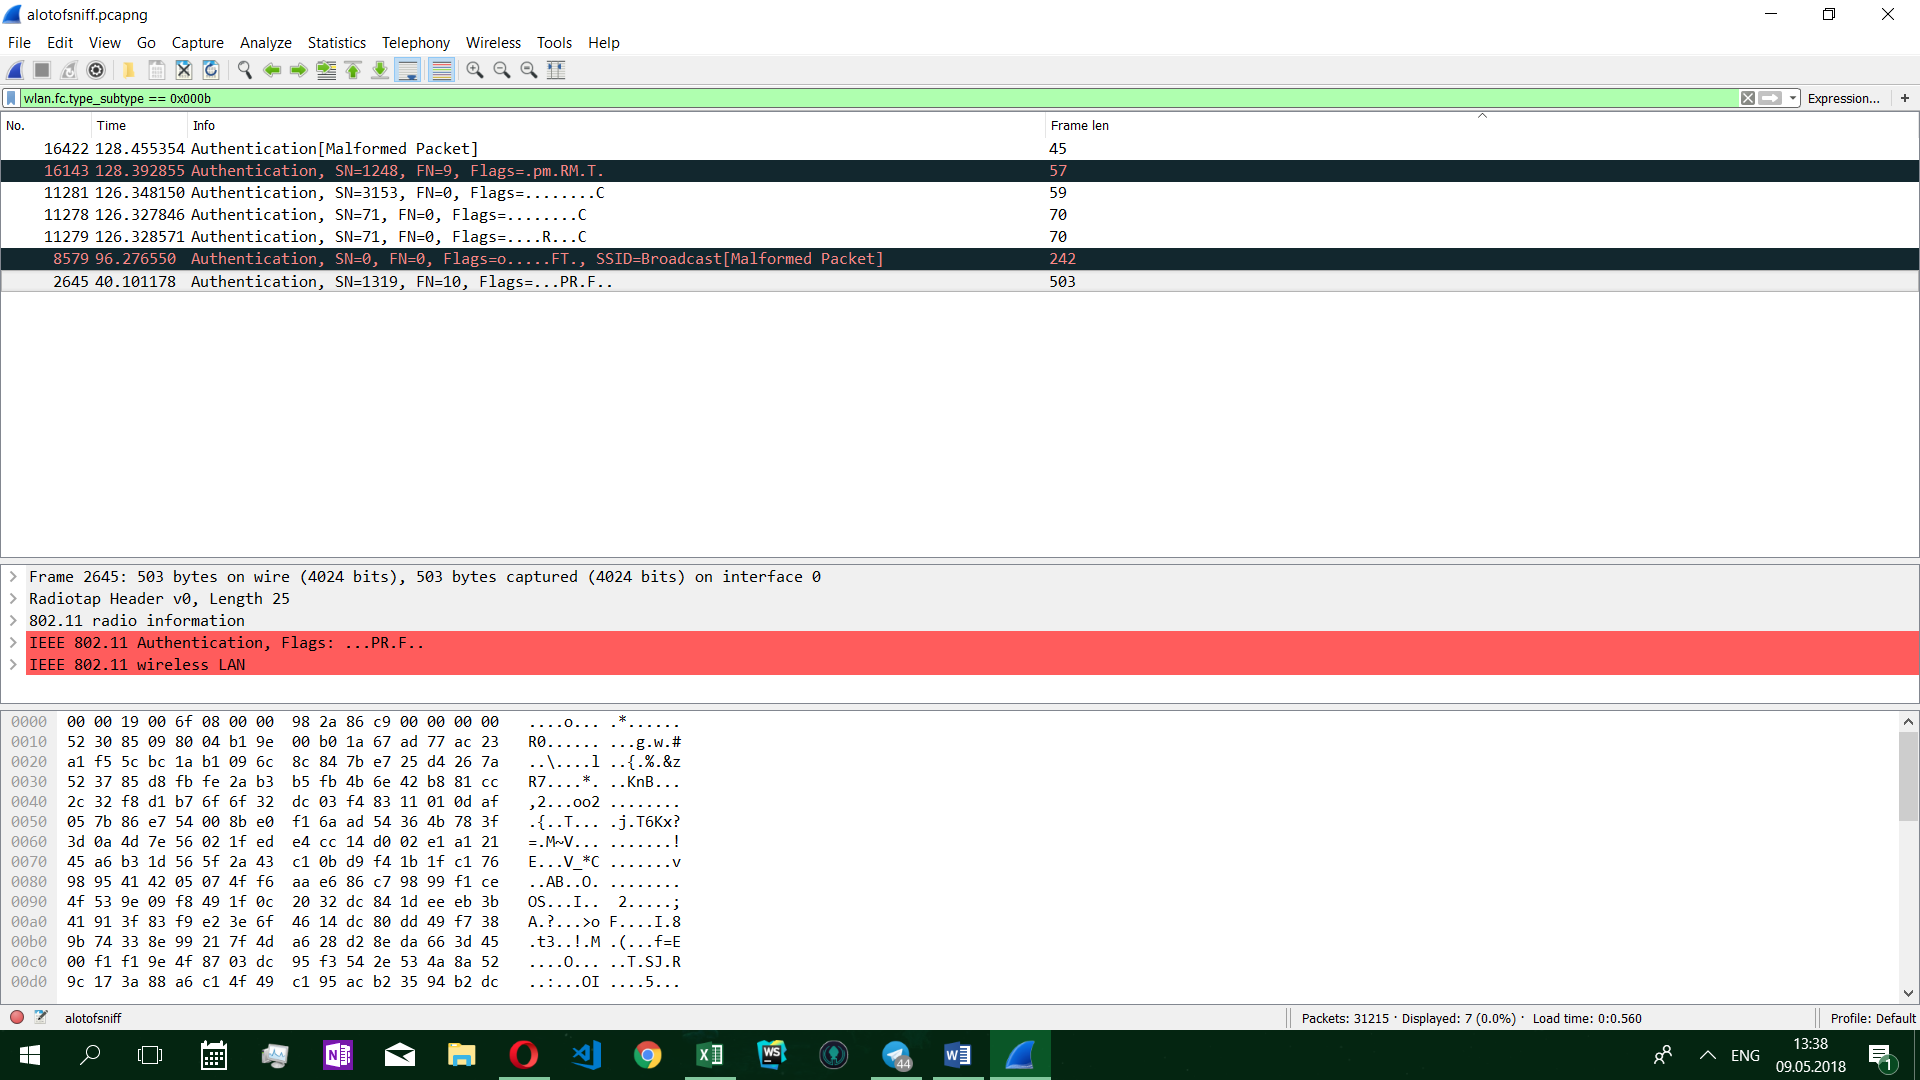 alotofsniff.pcapng
File Edit View Go Capture Analyze Statistics Telephony Wireless Tools Help
wlan.fc.type_subtype == 0x000b Expression... +
No. Time Info Frame len
16422 128.455354 Authentication[Malformed Packet] 45
16143 128.392855 Authentication, SN=1248, FN=9, Flags=.pm.RM.T. 57
11281 126.348150 Authentication, SN=3153, FN=0, Flags=........C 59
11278 126.327846 Authentication, SN=71, FN=0, Flags=........C 70
11279 126.328571 Authentication, SN=71, FN=0, Flags=....R...C 70
8579 96.276550 Authentication, SN=0, FN=0, Flags=o.....FT., SSID=Broadcast[Malformed Packet] 242
2645 40.101178 Authentication, SN=1319, FN=10, Flags=...PR.F.. 503
Frame 2645: 503 bytes on wire (4024 bits), 503 bytes captured (4024 bits) on interface 0
Radiotap Header v0, Length 25
802.11 radio information
IEEE 802.11 Authentication, Flags: ...PR.F..
IEEE 802.11 wireless LAN
0000 00 00 19 00 6f 08 00 00 98 2a 86 c9 00 00 00 00 ....o... .*......
0010 52 30 85 09 80 04 b1 9e 00 b0 1a 67 ad 77 ac 23 R0...... ...g.w.#
0020 a1 f5 5c bc 1a b1 09 6c 8c 84 7b e7 25 d4 26 7a ..\....l ..{.%.&z
0030 52 37 85 d8 fb fe 2a b3 b5 fb 4b 6e 42 b8 81 cc R7....*. ..KnB...
0040 2c 32 f8 d1 b7 6f 6f 32 dc 03 f4 83 11 01 0d af ,2...oo2 ........
0050 05 7b 86 e7 54 00 8b e0 f1 6a ad 54 36 4b 78 3f .{..T... .j.T6Kx?
0060 3d 0a 4d 7e 56 02 1f ed e4 cc 14 d0 02 e1 a1 21 =.M~V... .......!
0070 45 a6 b3 1d 56 5f 2a 43 c1 0b d9 f4 1b 1f c1 76 E...V_*C .......v
0080 98 95 41 42 05 07 4f f6 aa e6 86 c7 98 99 f1 ce ..AB..O. ........
0090 4f 53 9e 09 f8 49 1f 0c 20 32 dc 84 1d ee eb 3b OS...I.. 2.....;
00a0 41 91 3f 83 f9 e2 3e 6f 46 14 dc 80 dd 49 f7 38 A.?...>o F....I.8
00b0 9b 74 33 8e 99 21 7f 4d a6 28 d2 8e da 66 3d 45 .t3..!.M .(...f=E
00c0 00 f1 f1 9e 4f 87 03 dc 95 f3 54 2e 53 4a 8a 52 ....O... ..T.SJ.R
00d0 9c 17 3a 88 a6 c1 4f 49 c1 95 ac b2 35 94 b2 dc ..:...OI ....5...
alotofsniff Packets: 31215 · Displayed: 7 (0.0%) · Load time: 0:0.560 Profile: Default
N WS 44 W ENG 13:38
09.05.2018 1